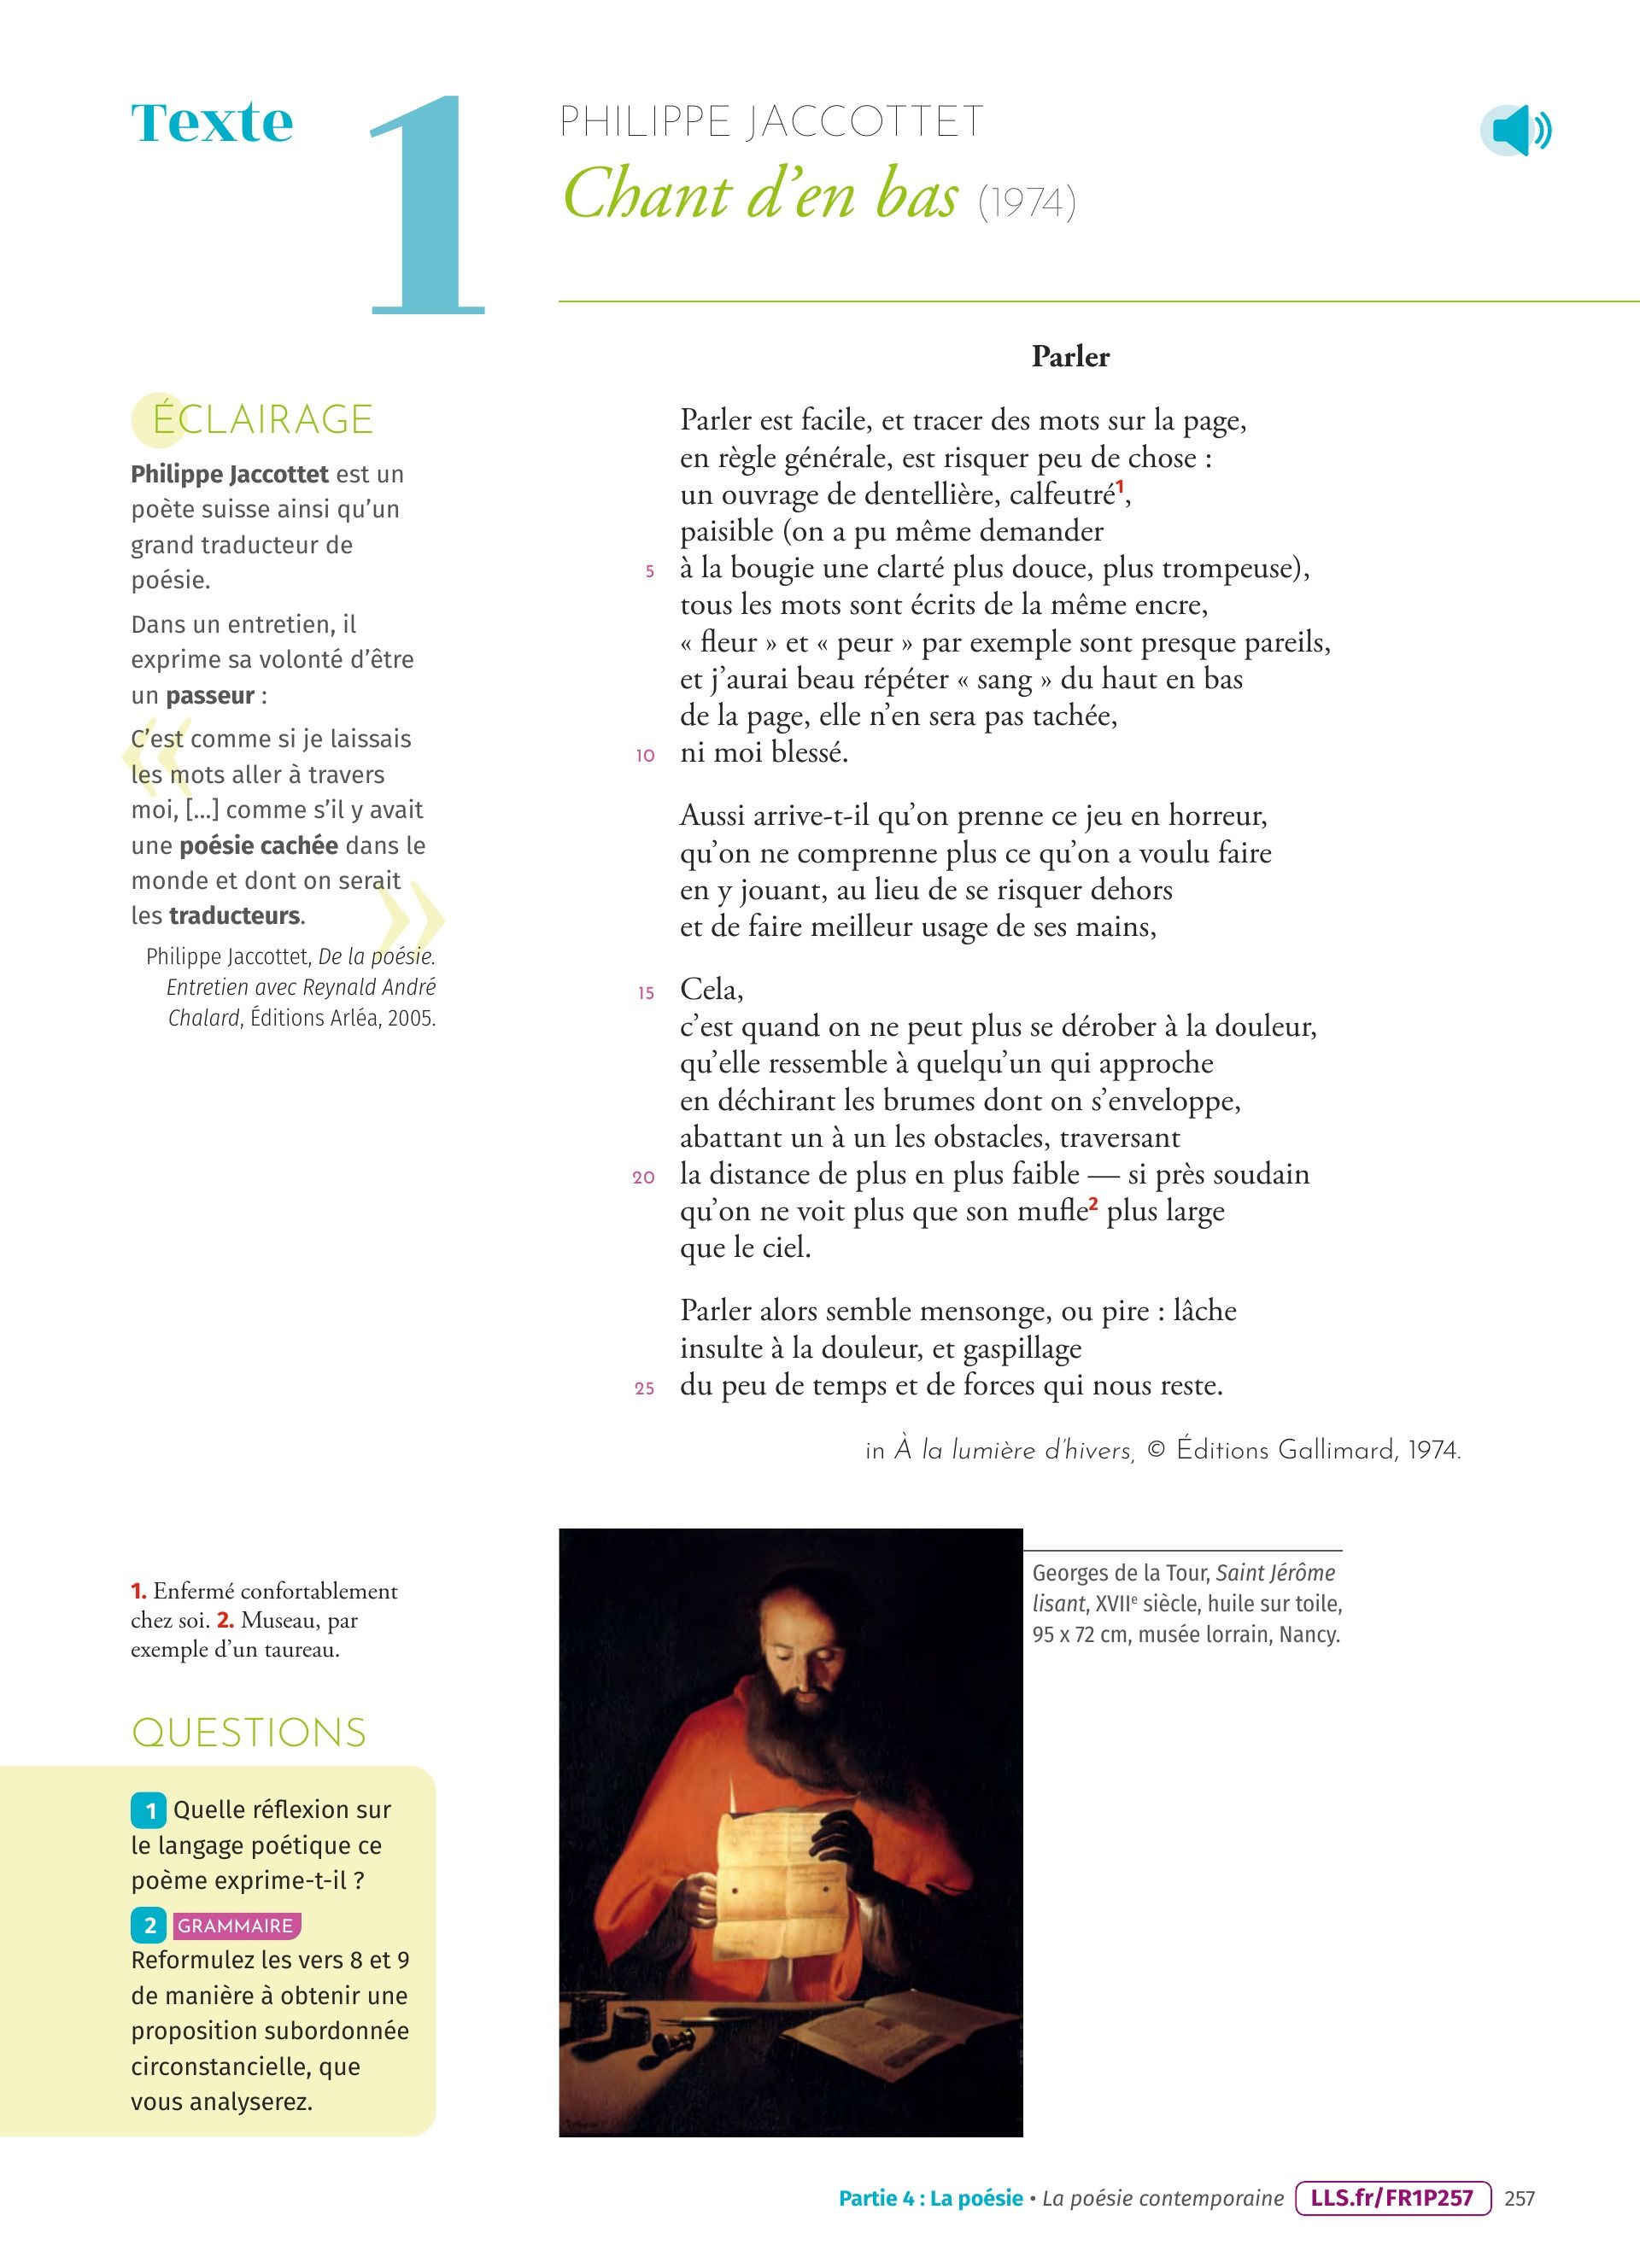 Texte 1
PHILIPPE JACCOTTET
Chant d'en bas (1974)
ÉCLAIRAGE
Philippe Jaccottet est un
poète suisse ainsi qu'un
grand traducteur de
poésie.
Dans un entretien, il
exprime sa volonté d'être
un passeur :
«
C'est comme si je laissais
les mots aller à travers
moi, [...] comme s'il y avait
une poésie cachée dans le
monde et dont on serait
les traducteurs.
»
Philippe Jaccottet, De la poésie.
Entretien avec Reynald André
Chalard, Éditions Arléa, 2005.
Parler
Parler est facile, et tracer des mots sur la page,
en règle générale, est risquer peu de chose :
un ouvrage de dentellière, calfeutré1,
paisible (on a pu même demander
5 à la bougie une clarté plus douce, plus trompeuse),
tous les mots sont écrits de la même encre,
« fleur » et « peur » par exemple sont presque pareils,
et j'aurai beau répéter « sang » du haut en bas
de la page, elle n'en sera pas tachée,
10 ni moi blessé.
Aussi arrive-t-il qu'on prenne ce jeu en horreur,
qu'on ne comprenne plus ce qu'on a voulu faire
en y jouant, au lieu de se risquer dehors
et de faire meilleur usage de ses mains,
15 Cela,
c'est quand on ne peut plus se dérober à la douleur,
qu'elle ressemble à quelqu'un qui approche
en déchirant les brumes dont on s'enveloppe,
abattant un à un les obstacles, traversant
20 la distance de plus en plus faible — si près soudain
qu'on ne voit plus que son mufle2 plus large
que le ciel.
Parler alors semble mensonge, ou pire : lâche
insulte à la douleur, et gaspillage
25 du peu de temps et de forces qui nous reste.
in À la lumière d'hivers, © Éditions Gallimard, 1974.
1. Enfermé confortablement
chez soi. 2. Museau, par
exemple d'un taureau.
Georges de la Tour, Saint Jérôme
lisant, XVIIe siècle, huile sur toile,
95 x 72 cm, musée lorrain, Nancy.
QUESTIONS
1 Quelle réflexion sur
le langage poétique ce
poème exprime-t-il ?
2 GRAMMAIRE
Reformulez les vers 8 et 9
de manière à obtenir une
proposition subordonnée
circonstancielle, que
vous analyserez.
Partie 4 : La poésie • La poésie contemporaine LLS.fr/FR1P257 257